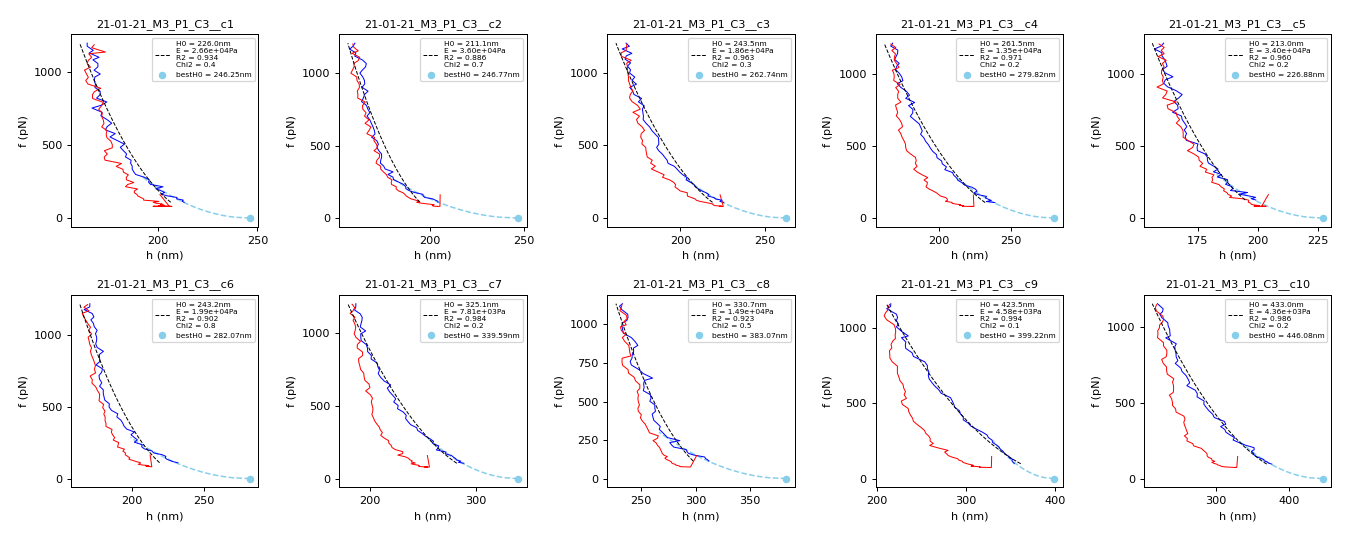 21-01-21_M3_P1_C3__c1
H0 = 226.0nm
E = 2.66e+04Pa
R2 = 0.934
Chi2 = 0.4
bestH0 = 246.25nm
f (pN)
1000
500
0
200
250
h (nm)
21-01-21_M3_P1_C3__c2
H0 = 211.1nm
E = 3.60e+04Pa
R2 = 0.886
Chi2 = 0.7
bestH0 = 246.77nm
f (pN)
1000
500
0
200
250
h (nm)
21-01-21_M3_P1_C3__c3
H0 = 243.5nm
E = 1.86e+04Pa
R2 = 0.963
Chi2 = 0.3
bestH0 = 262.74nm
f (pN)
1000
500
0
200
250
h (nm)
21-01-21_M3_P1_C3__c4
H0 = 261.5nm
E = 1.35e+04Pa
R2 = 0.971
Chi2 = 0.2
bestH0 = 279.82nm
f (pN)
1000
500
0
200
250
h (nm)
21-01-21_M3_P1_C3__c5
H0 = 213.0nm
E = 3.40e+04Pa
R2 = 0.960
Chi2 = 0.2
bestH0 = 226.88nm
f (pN)
1000
500
0
175
200
225
h (nm)
21-01-21_M3_P1_C3__c6
H0 = 243.2nm
E = 1.99e+04Pa
R2 = 0.902
Chi2 = 0.8
bestH0 = 282.07nm
f (pN)
1000
500
0
200
250
h (nm)
21-01-21_M3_P1_C3__c7
H0 = 325.1nm
E = 7.81e+03Pa
R2 = 0.984
Chi2 = 0.2
bestH0 = 339.59nm
f (pN)
1000
500
0
200
300
h (nm)
21-01-21_M3_P1_C3__c8
H0 = 330.7nm
E = 1.49e+04Pa
R2 = 0.923
Chi2 = 0.5
bestH0 = 383.07nm
f (pN)
1000
750
500
250
0
250
300
350
h (nm)
21-01-21_M3_P1_C3__c9
H0 = 423.5nm
E = 4.58e+03Pa
R2 = 0.994
Chi2 = 0.1
bestH0 = 399.22nm
f (pN)
1000
500
0
200
300
400
h (nm)
21-01-21_M3_P1_C3__c10
H0 = 433.0nm
E = 4.36e+03Pa
R2 = 0.986
Chi2 = 0.2
bestH0 = 446.08nm
f (pN)
1000
500
0
300
400
h (nm)